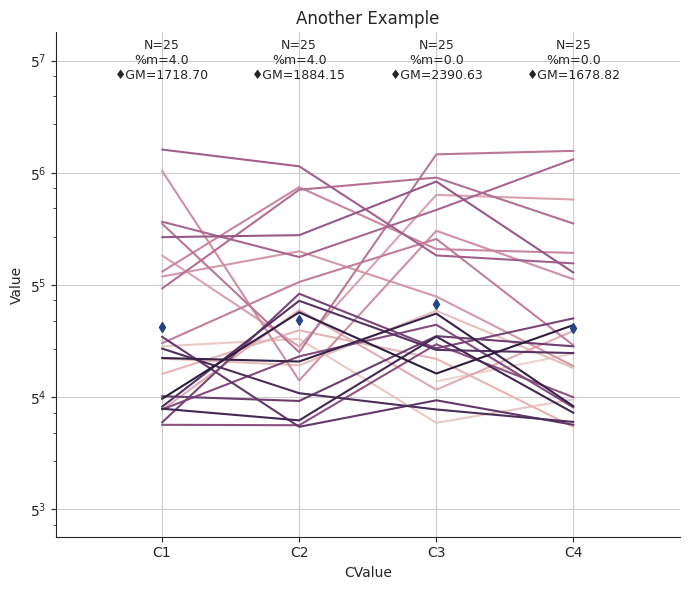 Another Example
N=25 N=25 N=25 N=25
%m=4.0 %m=4.0 %m=0.0 %m=0.0
♦GM=1718.70 ♦GM=1884.15 ♦GM=2390.63 ♦GM=1678.82
5⁷
5⁶
5⁵
5⁴
5³
Value
C1 C2 C3 C4
CValue